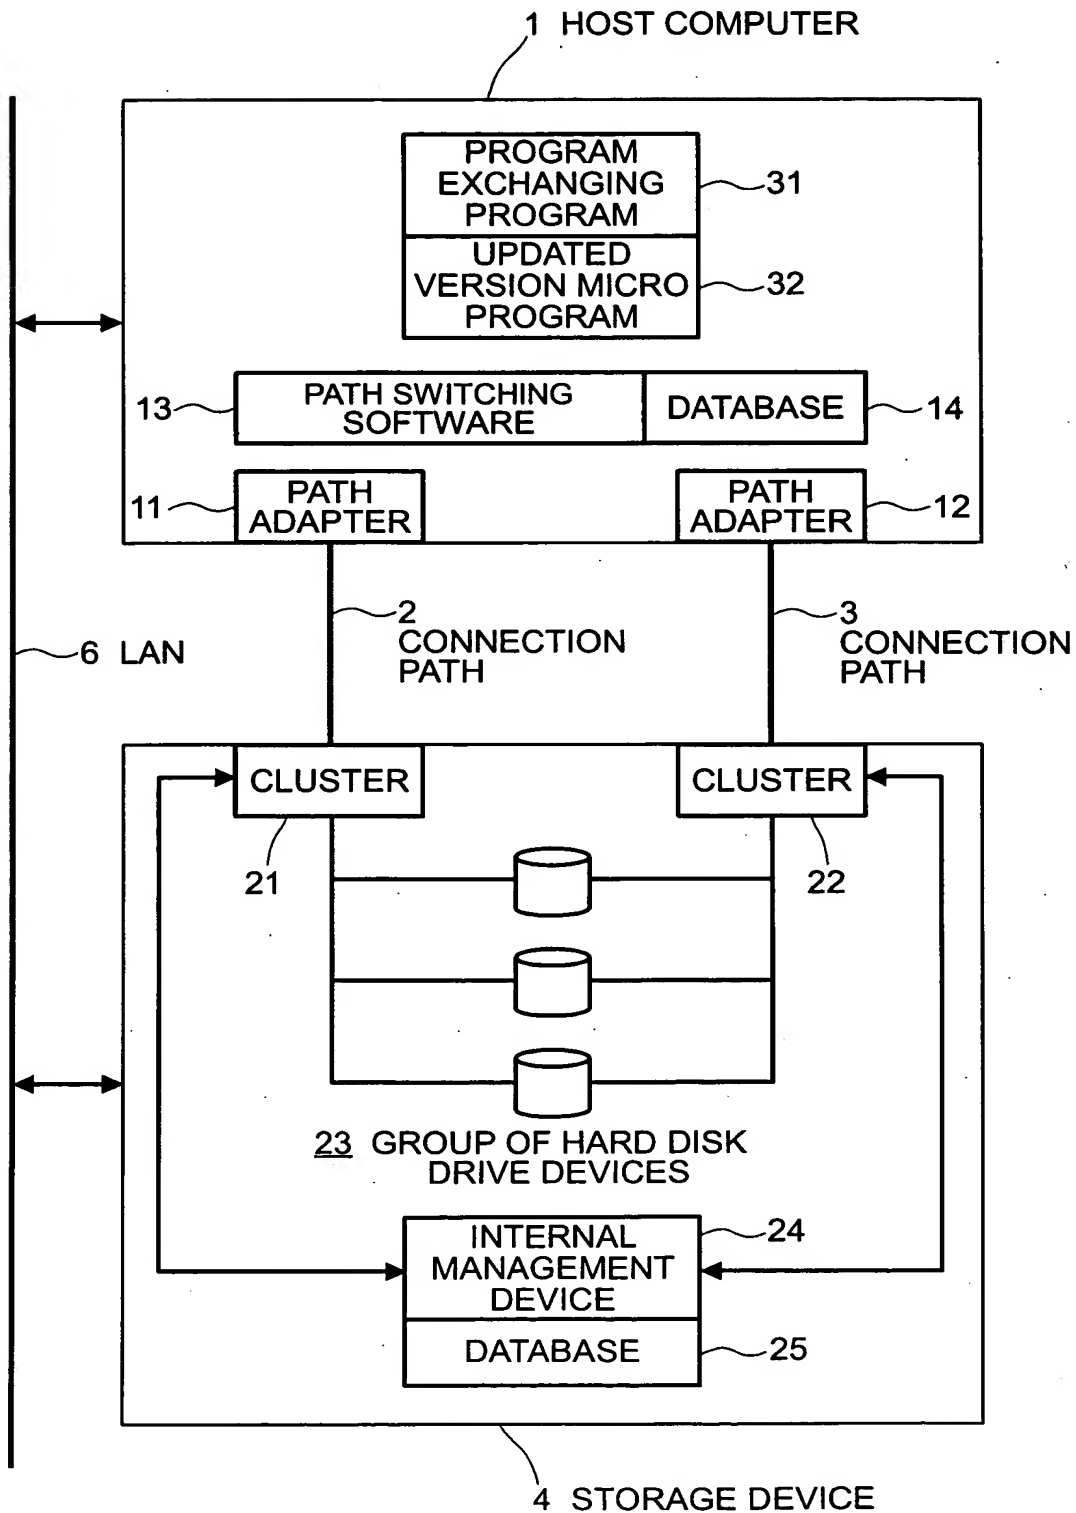 1 HOST COMPUTER
PROGRAM
EXCHANGING
PROGRAM
31
UPDATED
VERSION MICRO
PROGRAM
32
13
PATH SWITCHING
SOFTWARE
DATABASE
14
11
PATH
ADAPTER
PATH
ADAPTER
12
2
CONNECTION
PATH
3
CONNECTION
PATH
6 LAN
CLUSTER
CLUSTER
21
22
23 GROUP OF HARD DISK
DRIVE DEVICES
INTERNAL
MANAGEMENT
DEVICE
24
DATABASE
25
4 STORAGE DEVICE